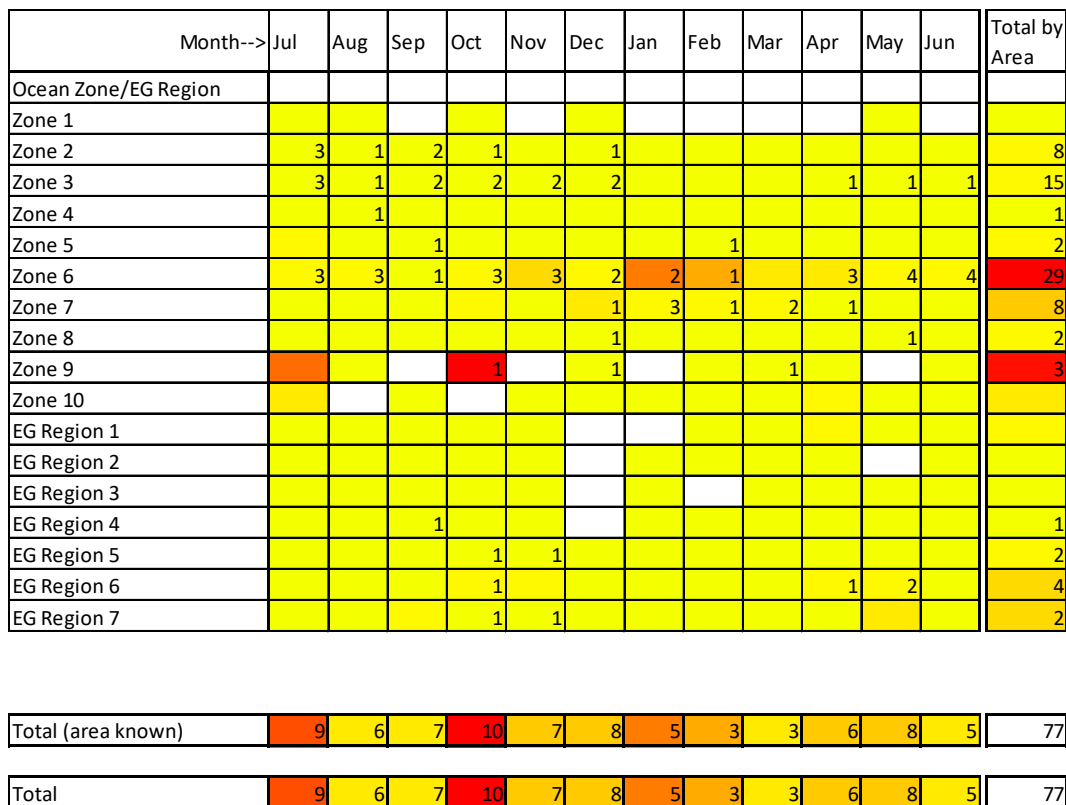 Month--> Jul Aug Sep Oct Nov Dec Jan Feb Mar Apr May Jun Total by Area
Ocean Zone/EG Region
Zone 1
Zone 2 3 1 2 1 1 8
Zone 3 3 1 2 2 2 2 1 1 1 15
Zone 4 1 1
Zone 5 1 1 2
Zone 6 3 3 1 3 3 2 2 1 3 4 4 29
Zone 7 1 3 1 2 1 8
Zone 8 1 1 2
Zone 9 1 1 1 3
Zone 10
EG Region 1
EG Region 2
EG Region 3
EG Region 4 1 1
EG Region 5 1 1 2
EG Region 6 1 1 2 4
EG Region 7 1 1 2
Total (area known) 9 6 7 10 7 8 5 3 3 6 8 5 77
Total 9 6 7 10 7 8 5 3 3 6 8 5 77